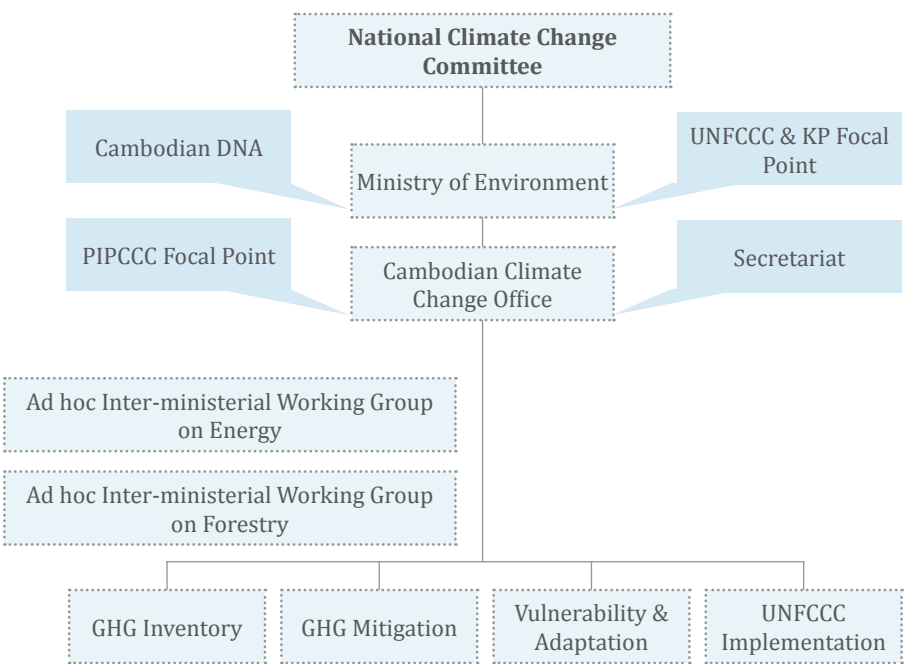 National Climate Change
Committee
Cambodian DNA
UNFCCC & KP Focal
Point
Ministry of Environment
PIPCCC Focal Point
Cambodian Climate
Change Office
Secretariat
Ad hoc Inter-ministerial Working Group
on Energy
Ad hoc Inter-ministerial Working Group
on Forestry
GHG Inventory
GHG Mitigation
Vulnerability &
Adaptation
UNFCCC
Implementation